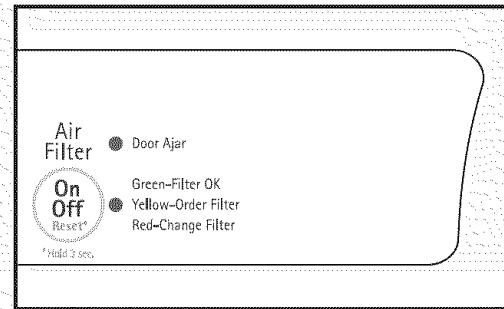 Air
Filter
Door Ajar
On
Off
Reset*
*Hold 3 sec.
Green-Filter OK
Yellow-Order Filter
Red-Change Filter